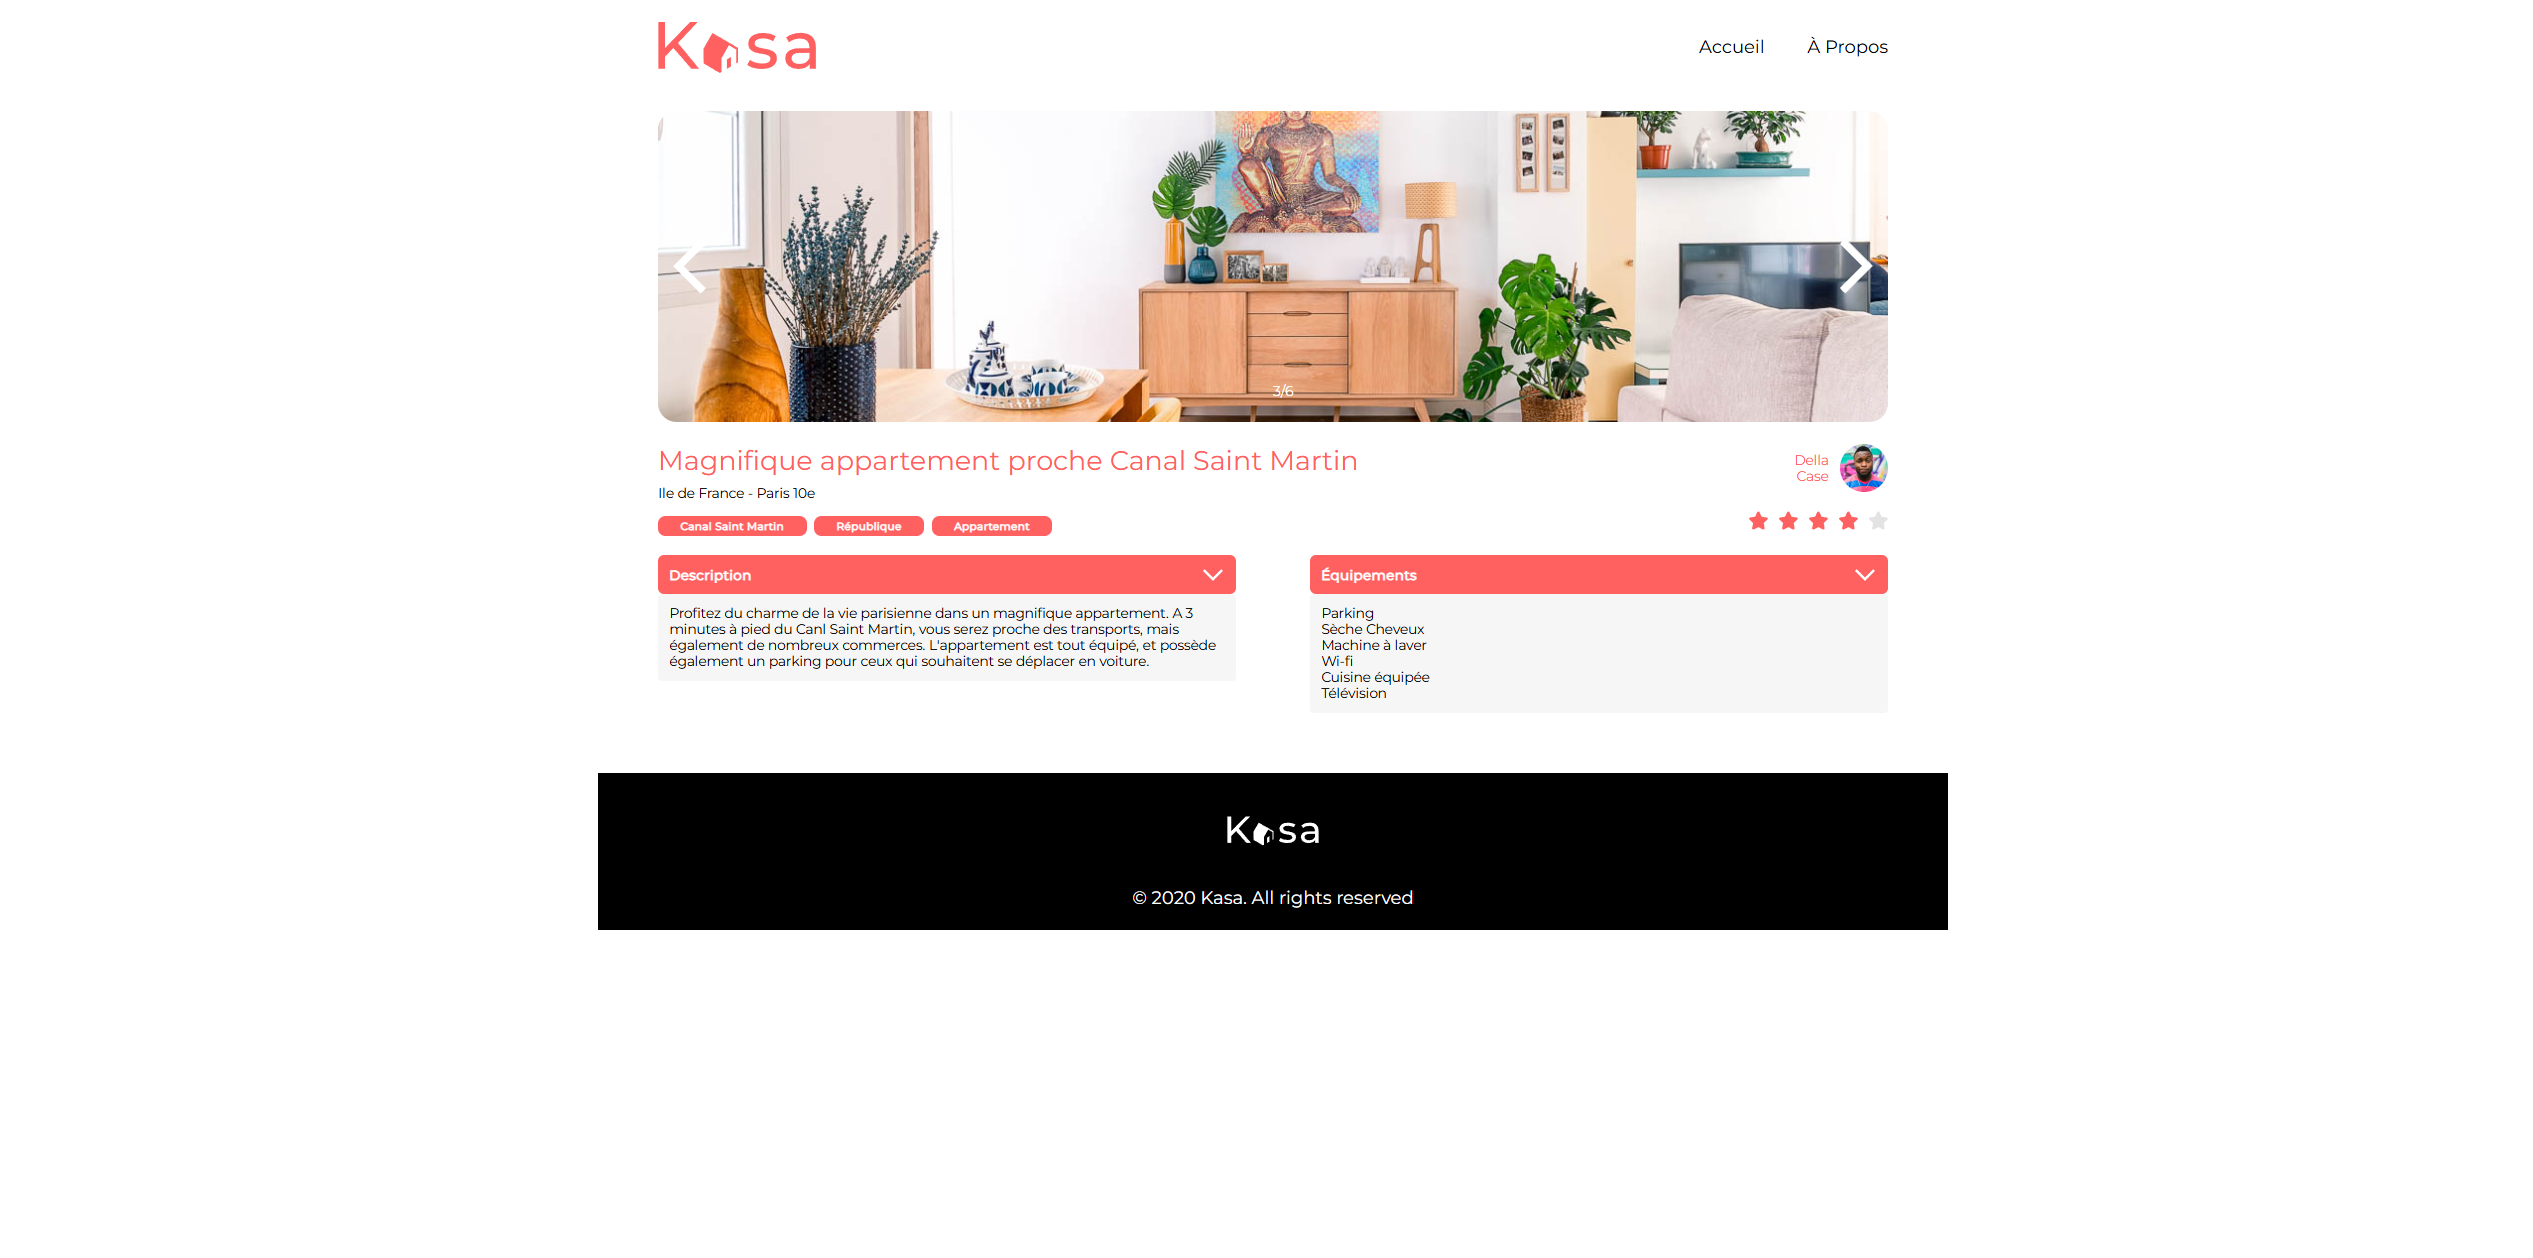 Kasa
Accueil
À Propos
3/6
Magnifique appartement proche Canal Saint Martin
Ile de France - Paris 10e
Canal Saint Martin
République
Appartement
Della
Case
Description
Profitez du charme de la vie parisienne dans un magnifique appartement. A 3
minutes à pied du Canl Saint Martin, vous serez proche des transports, mais
également de nombreux commerces. L'appartement est tout équipé, et possède
également un parking pour ceux qui souhaitent se déplacer en voiture.
Équipements
Parking
Sèche Cheveux
Machine à laver
Wi-fi
Cuisine équipée
Télévision
Kasa
© 2020 Kasa. All rights reserved